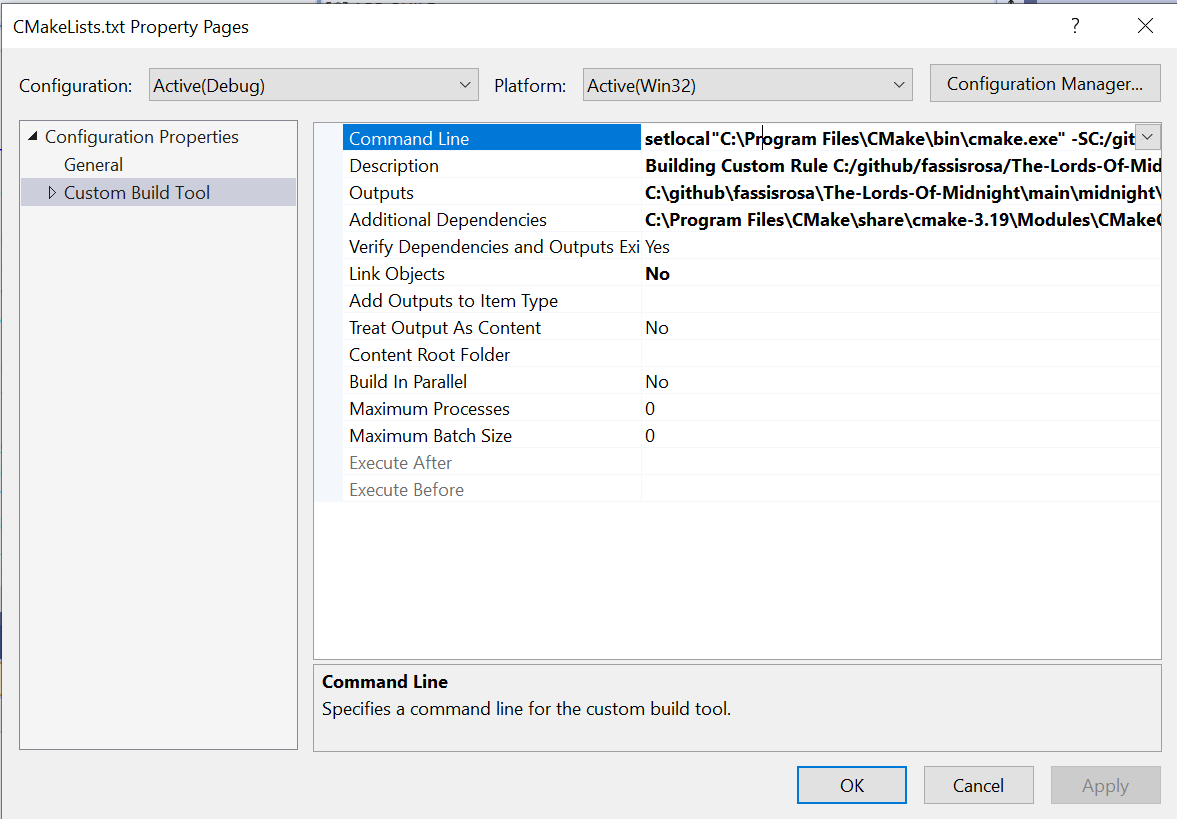 CMakeLists.txt Property Pages
?
Configuration: Active(Debug) Platform: Active(Win32) Configuration Manager...
Configuration Properties
General
Custom Build Tool
Command Line setlocal"C:\Program Files\CMake\bin\cmake.exe" -SC:/git
Description Building Custom Rule C:/github/fassisrosa/The-Lords-Of-Mid
Outputs C:\github\fassisrosa\The-Lords-Of-Midnight\main\midnight\
Additional Dependencies C:\Program Files\CMake\share\cmake-3.19\Modules\CMakeC
Verify Dependencies and Outputs Exi Yes
Link Objects No
Add Outputs to Item Type
Treat Output As Content No
Content Root Folder
Build In Parallel No
Maximum Processes 0
Maximum Batch Size 0
Execute After
Execute Before
Command Line
Specifies a command line for the custom build tool.
OK Cancel Apply